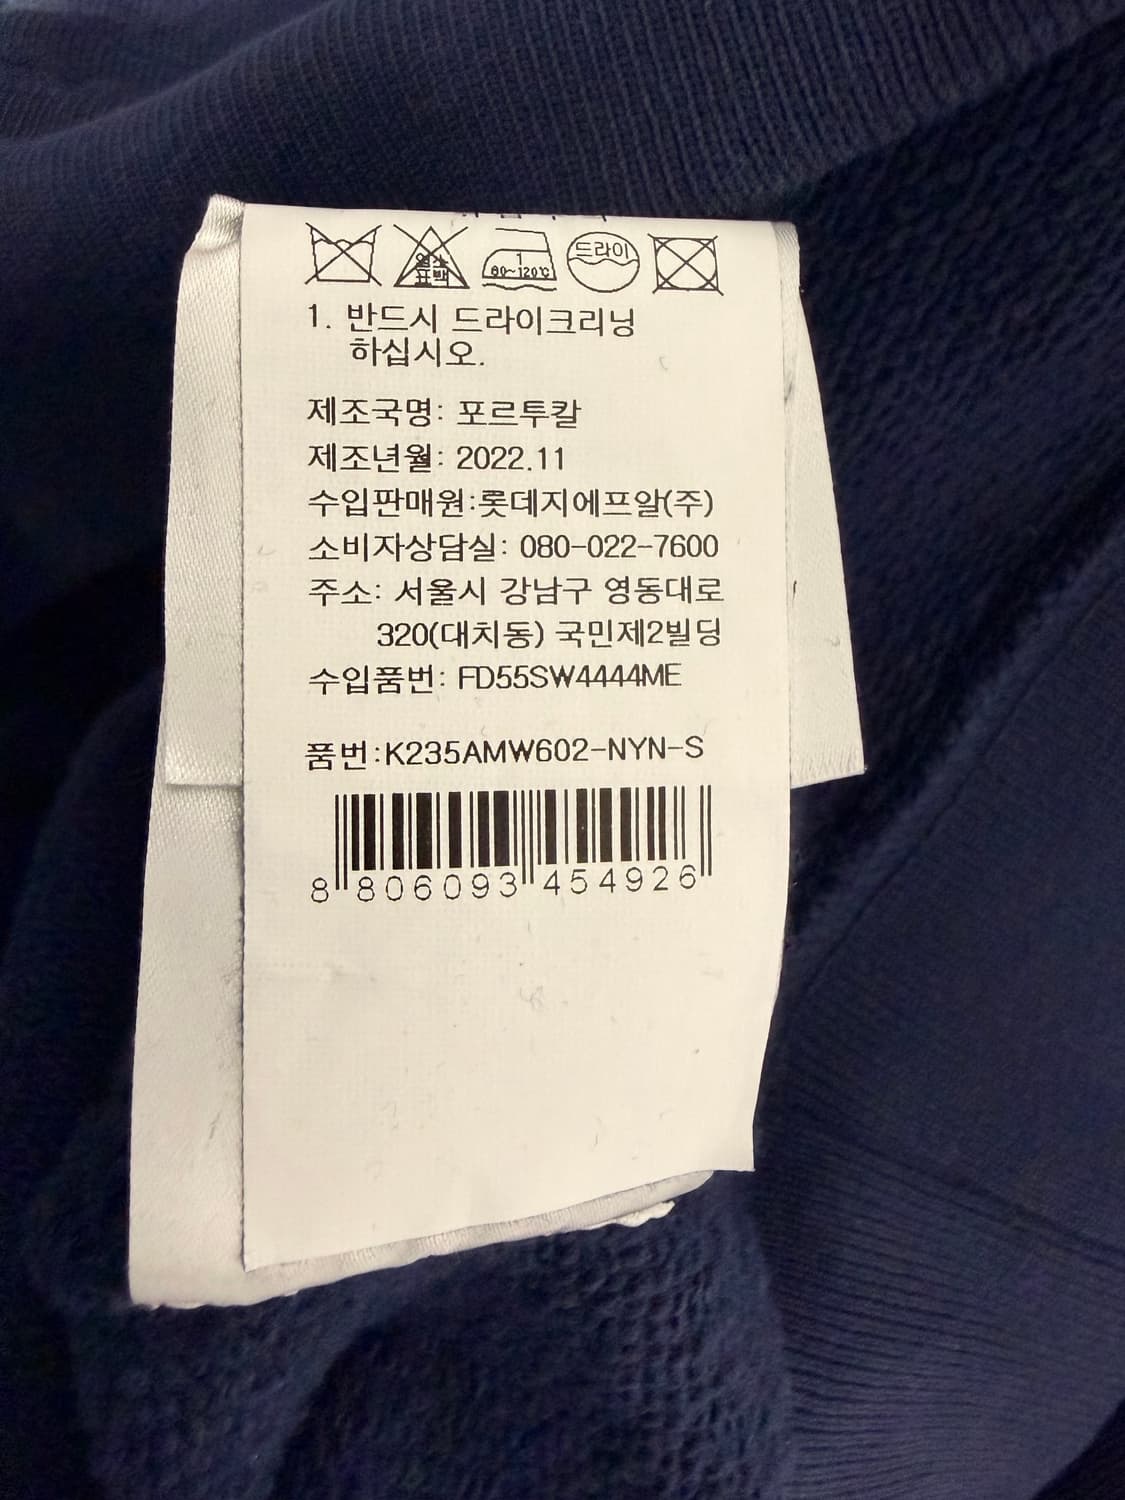 염소
표백
1
80~120℃
드라이
1. 반드시 드라이크리닝
하십시오.
제조국명: 포르투칼
제조년월: 2022.11
수입판매원:롯데지에프알(주)
소비자상담실: 080-022-7600
주소: 서울시 강남구 영동대로
320(대치동) 국민제2빌딩
수입품번: FD55SW4444ME
품번:K235AMW602-NYN-S
8 806093 454926